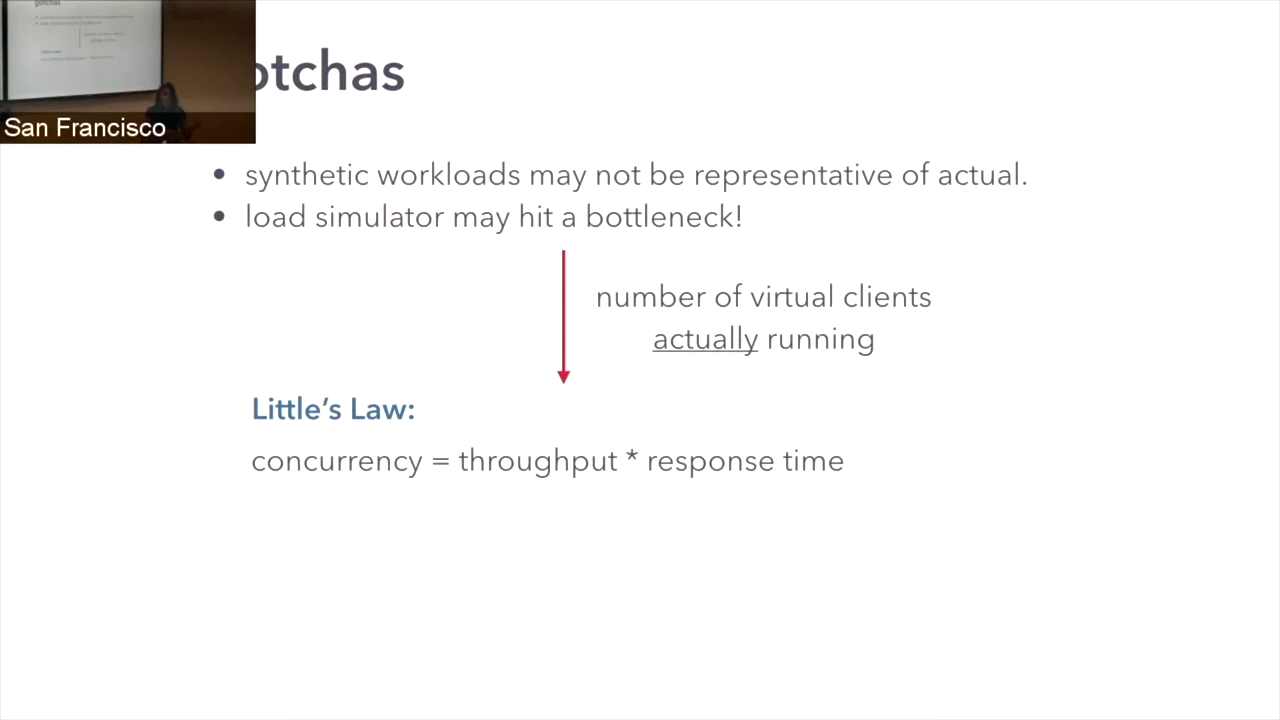 gotchas
San Francisco
otchas
• synthetic workloads may not be representative of actual.
• load simulator may hit a bottleneck!
number of virtual clients
actually running
Little's Law:
concurrency = throughput * response time